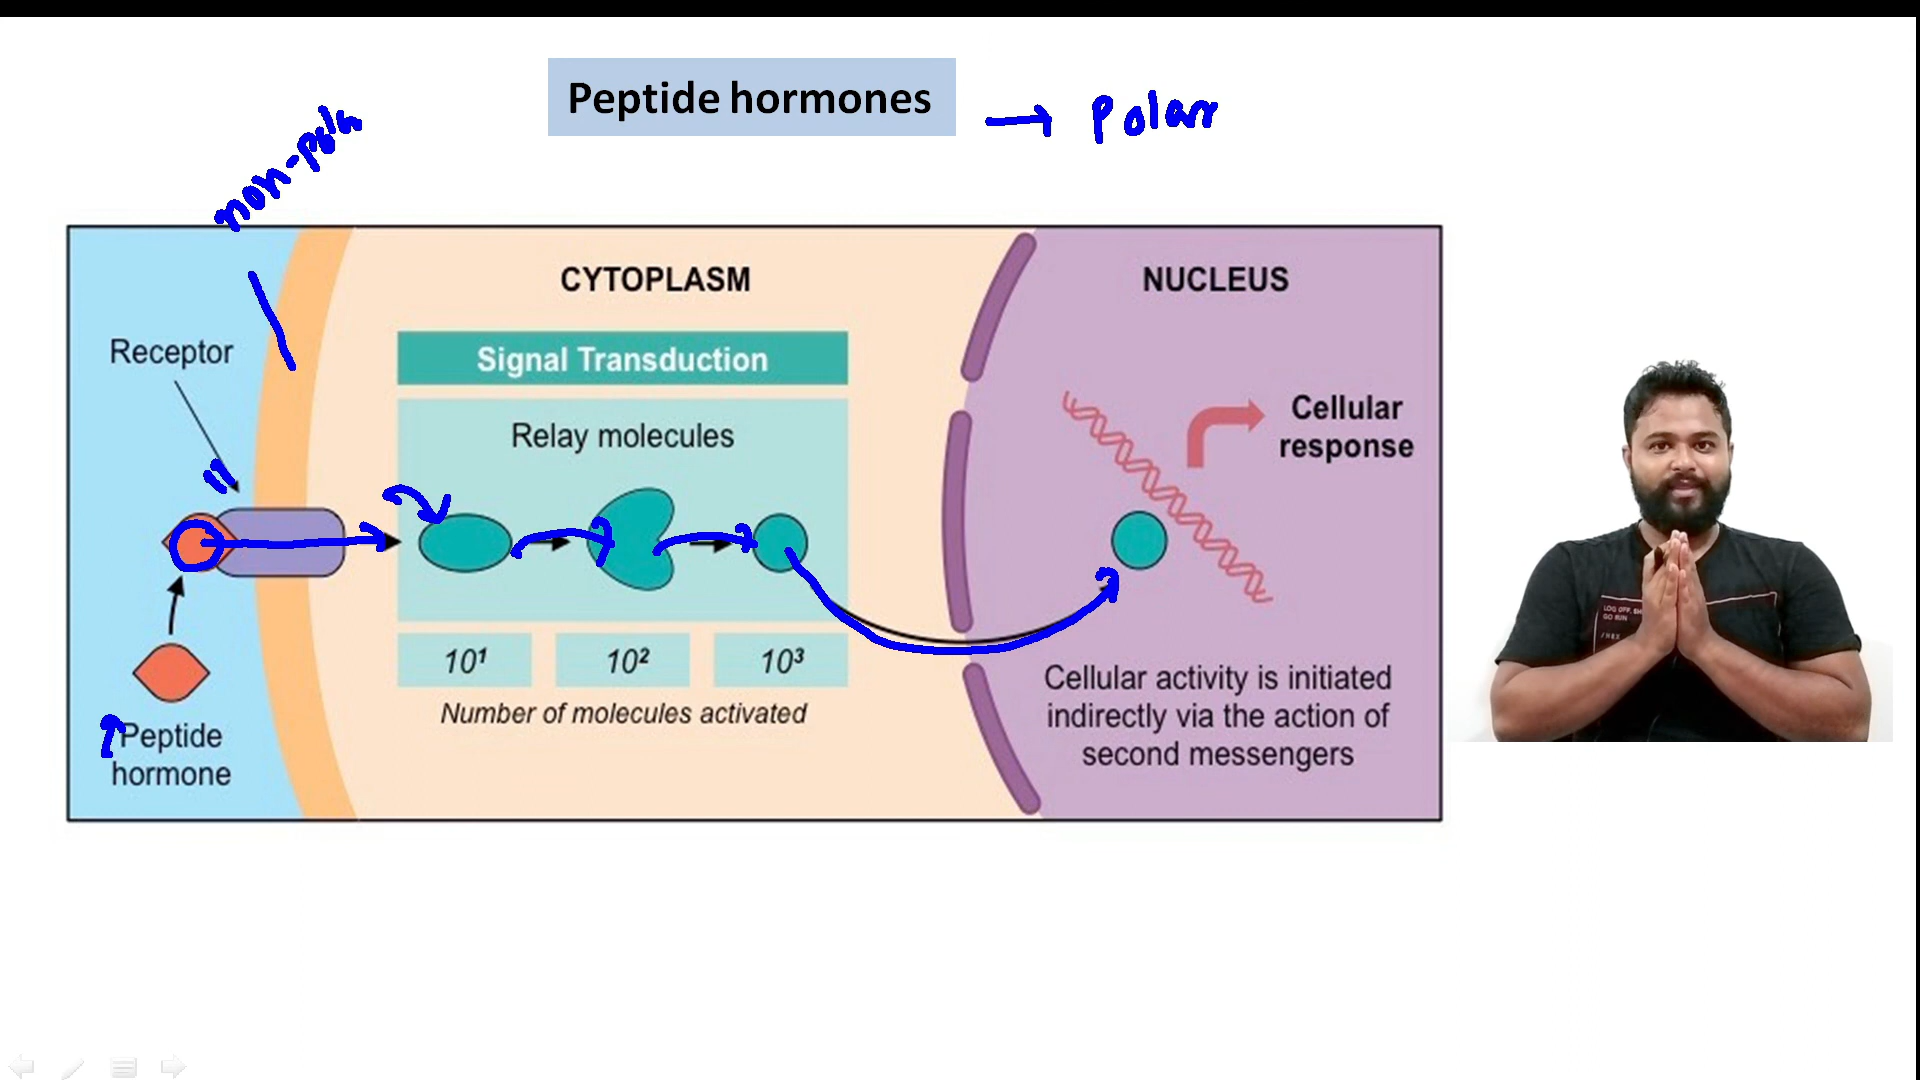 Peptide hormones
→ Polar
non-polar
CYTOPLASM
NUCLEUS
Receptor
Signal Transduction
Relay molecules
Cellular
response
10¹
10²
10³
Number of molecules activated
Peptide
hormone
Cellular activity is initiated
indirectly via the action of
second messengers